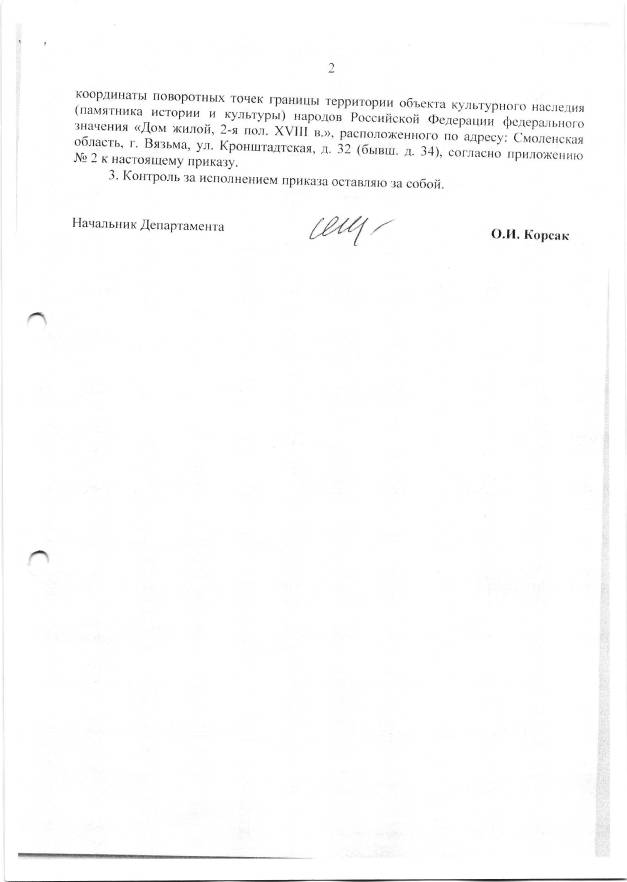 2
координаты поворотных точек границы территории объекта культурного наследия
(памятника истории и культуры) народов Российской Федерации федерального
значения «Дом жилой, 2-я пол. XVIII в.», расположенного по адресу: Смоленская
область, г. Вязьма, ул. Кронштадтская, д. 32 (бывш. д. 34), согласно приложению
№ 2 к настоящему приказу.
3. Контроль за исполнением приказа оставляю за собой.
Начальник Департамента
О.И. Корсак